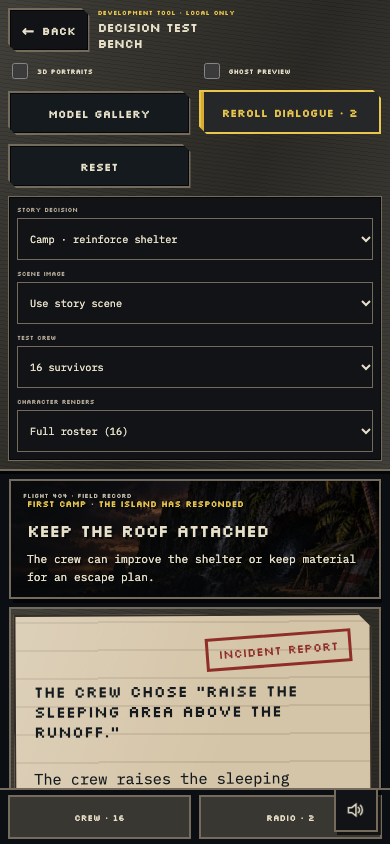 ← BACK
DEVELOPMENT TOOL · LOCAL ONLY
DECISION TEST
BENCH
3D PORTRAITS
GHOST PREVIEW
MODEL GALLERY
REROLL DIALOGUE · 2
RESET
STORY DECISION
Camp · reinforce shelter
SCENE IMAGE
Use story scene
TEST CREW
16 survivors
CHARACTER RENDERS
Full roster (16)
FLIGHT 404 · FIELD RECORD
FIRST CAMP · THE ISLAND HAS RESPONDED
KEEP THE ROOF ATTACHED
The crew can improve the shelter or keep material
for an escape plan.
INCIDENT REPORT
THE CREW CHOSE "RAISE THE
SLEEPING AREA ABOVE THE
RUNOFF."
The crew raises the sleeping
CREW · 16
RADIO · 2